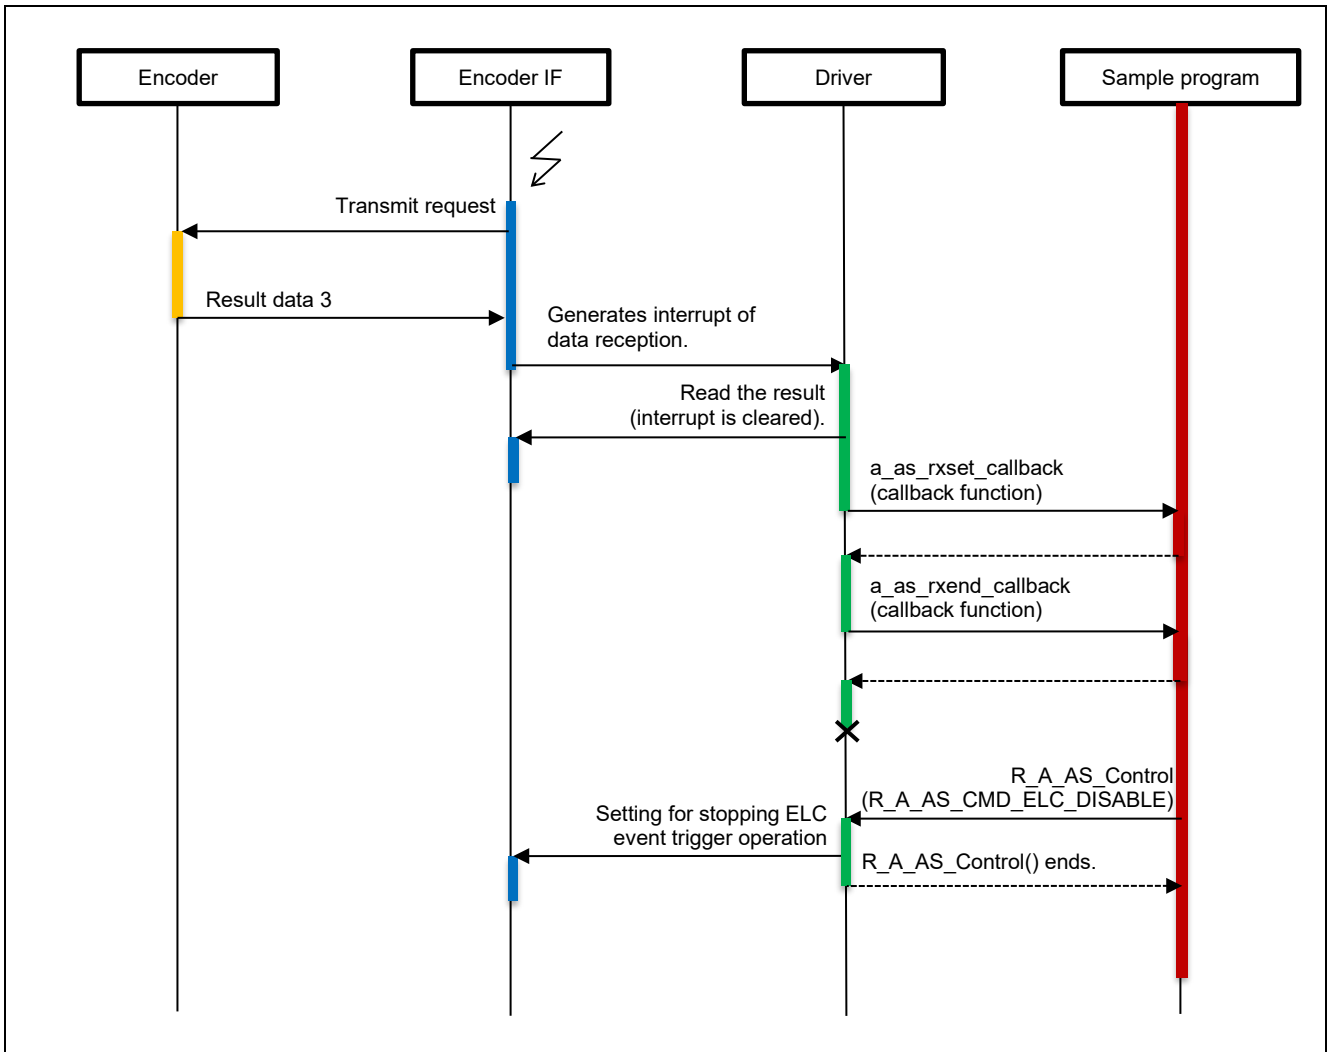 Encoder
Encoder IF
Driver
Sample program
Transmit request
Result data 3
Generates interrupt of
data reception.
Read the result
(interrupt is cleared).
a_as_rxset_callback
(callback function)
a_as_rxend_callback
(callback function)
R_A_AS_Control
(R_A_AS_CMD_ELC_DISABLE)
Setting for stopping ELC
event trigger operation
R_A_AS_Control() ends.